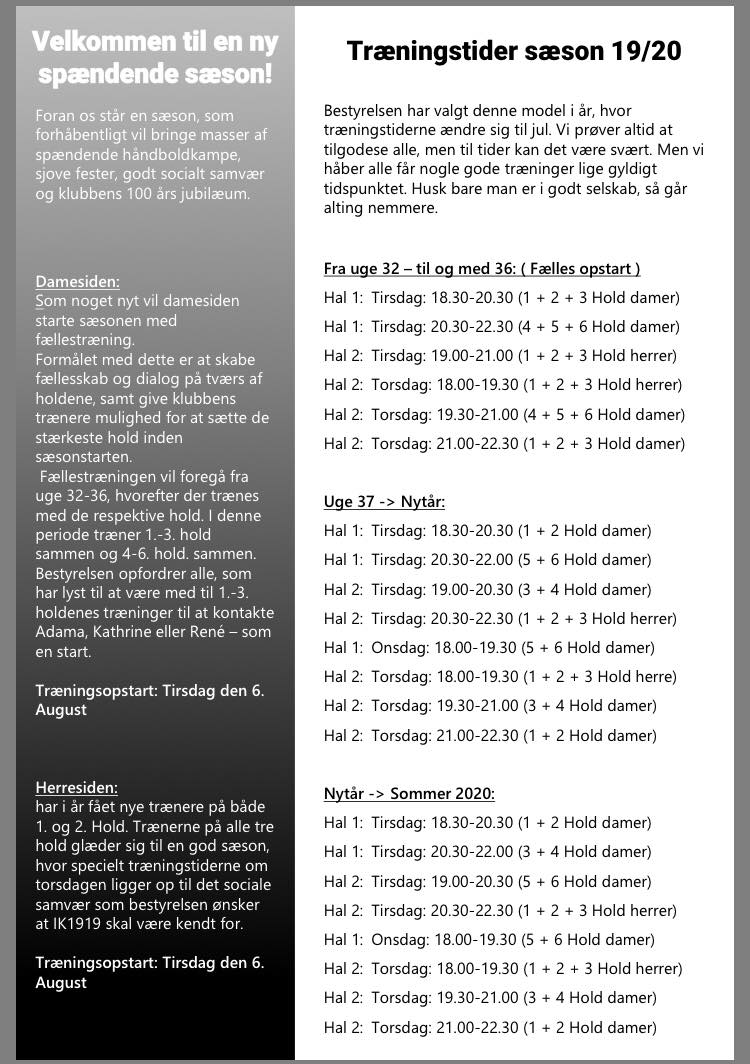 Velkommen til en ny
spændende sæson!
Foran os står en sæson, som
forhåbentligt vil bringe masser af
spændende håndboldkampe,
sjove fester, godt socialt samvær
og klubbens 100 års jubilæum.
Damesiden:
Som noget nyt vil damesiden
starte sæsonen med
fællestræning.
Formålet med dette er at skabe
fællesskab og dialog på tværs af
holdene, samt give klubbens
trænere mulighed for at sætte de
stærkeste hold inden
sæsonstarten.
Fællestræningen vil foregå fra
uge 32-36, hvorefter der trænes
med de respektive hold. I denne
periode træner 1.-3. hold
sammen og 4-6. hold. sammen.
Bestyrelsen opfordrer alle, som
har lyst til at være med til 1.-3.
holdenes træninger til at kontakte
Adama, Kathrine eller René – som
en start.
Træningsopstart: Tirsdag den 6.
August
Herresiden:
har i år fået nye trænere på både
1. og 2. Hold. Trænerne på alle tre
hold glæder sig til en god sæson,
hvor specielt træningstiderne om
torsdagen ligger op til det sociale
samvær som bestyrelsen ønsker
at IK1919 skal være kendt for.
Træningsopstart: Tirsdag den 6.
August
Træningstider sæson 19/20
Bestyrelsen har valgt denne model i år, hvor
træningstiderne ændre sig til jul. Vi prøver altid at
tilgodese alle, men til tider kan det være svært. Men vi
håber alle får nogle gode træninger lige gyldigt
tidspunktet. Husk bare man er i godt selskab, så går
alting nemmere.
Fra uge 32 – til og med 36: ( Fælles opstart )
Hal 1: Tirsdag: 18.30-20.30 (1 + 2 + 3 Hold damer)
Hal 1: Tirsdag: 20.30-22.30 (4 + 5 + 6 Hold damer)
Hal 2: Tirsdag: 19.00-21.00 (1 + 2 + 3 Hold herrer)
Hal 2: Torsdag: 18.00-19.30 (1 + 2 + 3 Hold herrer)
Hal 2: Torsdag: 19.30-21.00 (4 + 5 + 6 Hold damer)
Hal 2: Torsdag: 21.00-22.30 (1 + 2 + 3 Hold damer)
Uge 37 -> Nytår:
Hal 1: Tirsdag: 18.30-20.30 (1 + 2 Hold damer)
Hal 1: Tirsdag: 20.30-22.00 (5 + 6 Hold damer)
Hal 2: Tirsdag: 19.00-20.30 (3 + 4 Hold damer)
Hal 2: Tirsdag: 20.30-22.30 (1 + 2 + 3 Hold herrer)
Hal 1: Onsdag: 18.00-19.30 (5 + 6 Hold damer)
Hal 2: Torsdag: 18.00-19.30 (1 + 2 + 3 Hold herre)
Hal 2: Torsdag: 19.30-21.00 (3 + 4 Hold damer)
Hal 2: Torsdag: 21.00-22.30 (1 + 2 Hold damer)
Nytår -> Sommer 2020:
Hal 1: Tirsdag: 18.30-20.30 (1 + 2 Hold damer)
Hal 1: Tirsdag: 20.30-22.00 (3 + 4 Hold damer)
Hal 2: Tirsdag: 19.00-20.30 (5 + 6 Hold damer)
Hal 2: Tirsdag: 20.30-22.30 (1 + 2 + 3 Hold herrer)
Hal 1: Onsdag: 18.00-19.30 (5 + 6 Hold damer)
Hal 2: Torsdag: 18.00-19.30 (1 + 2 + 3 Hold herrer)
Hal 2: Torsdag: 19.30-21.00 (3 + 4 Hold damer)
Hal 2: Torsdag: 21.00-22.30 (1 + 2 Hold damer)